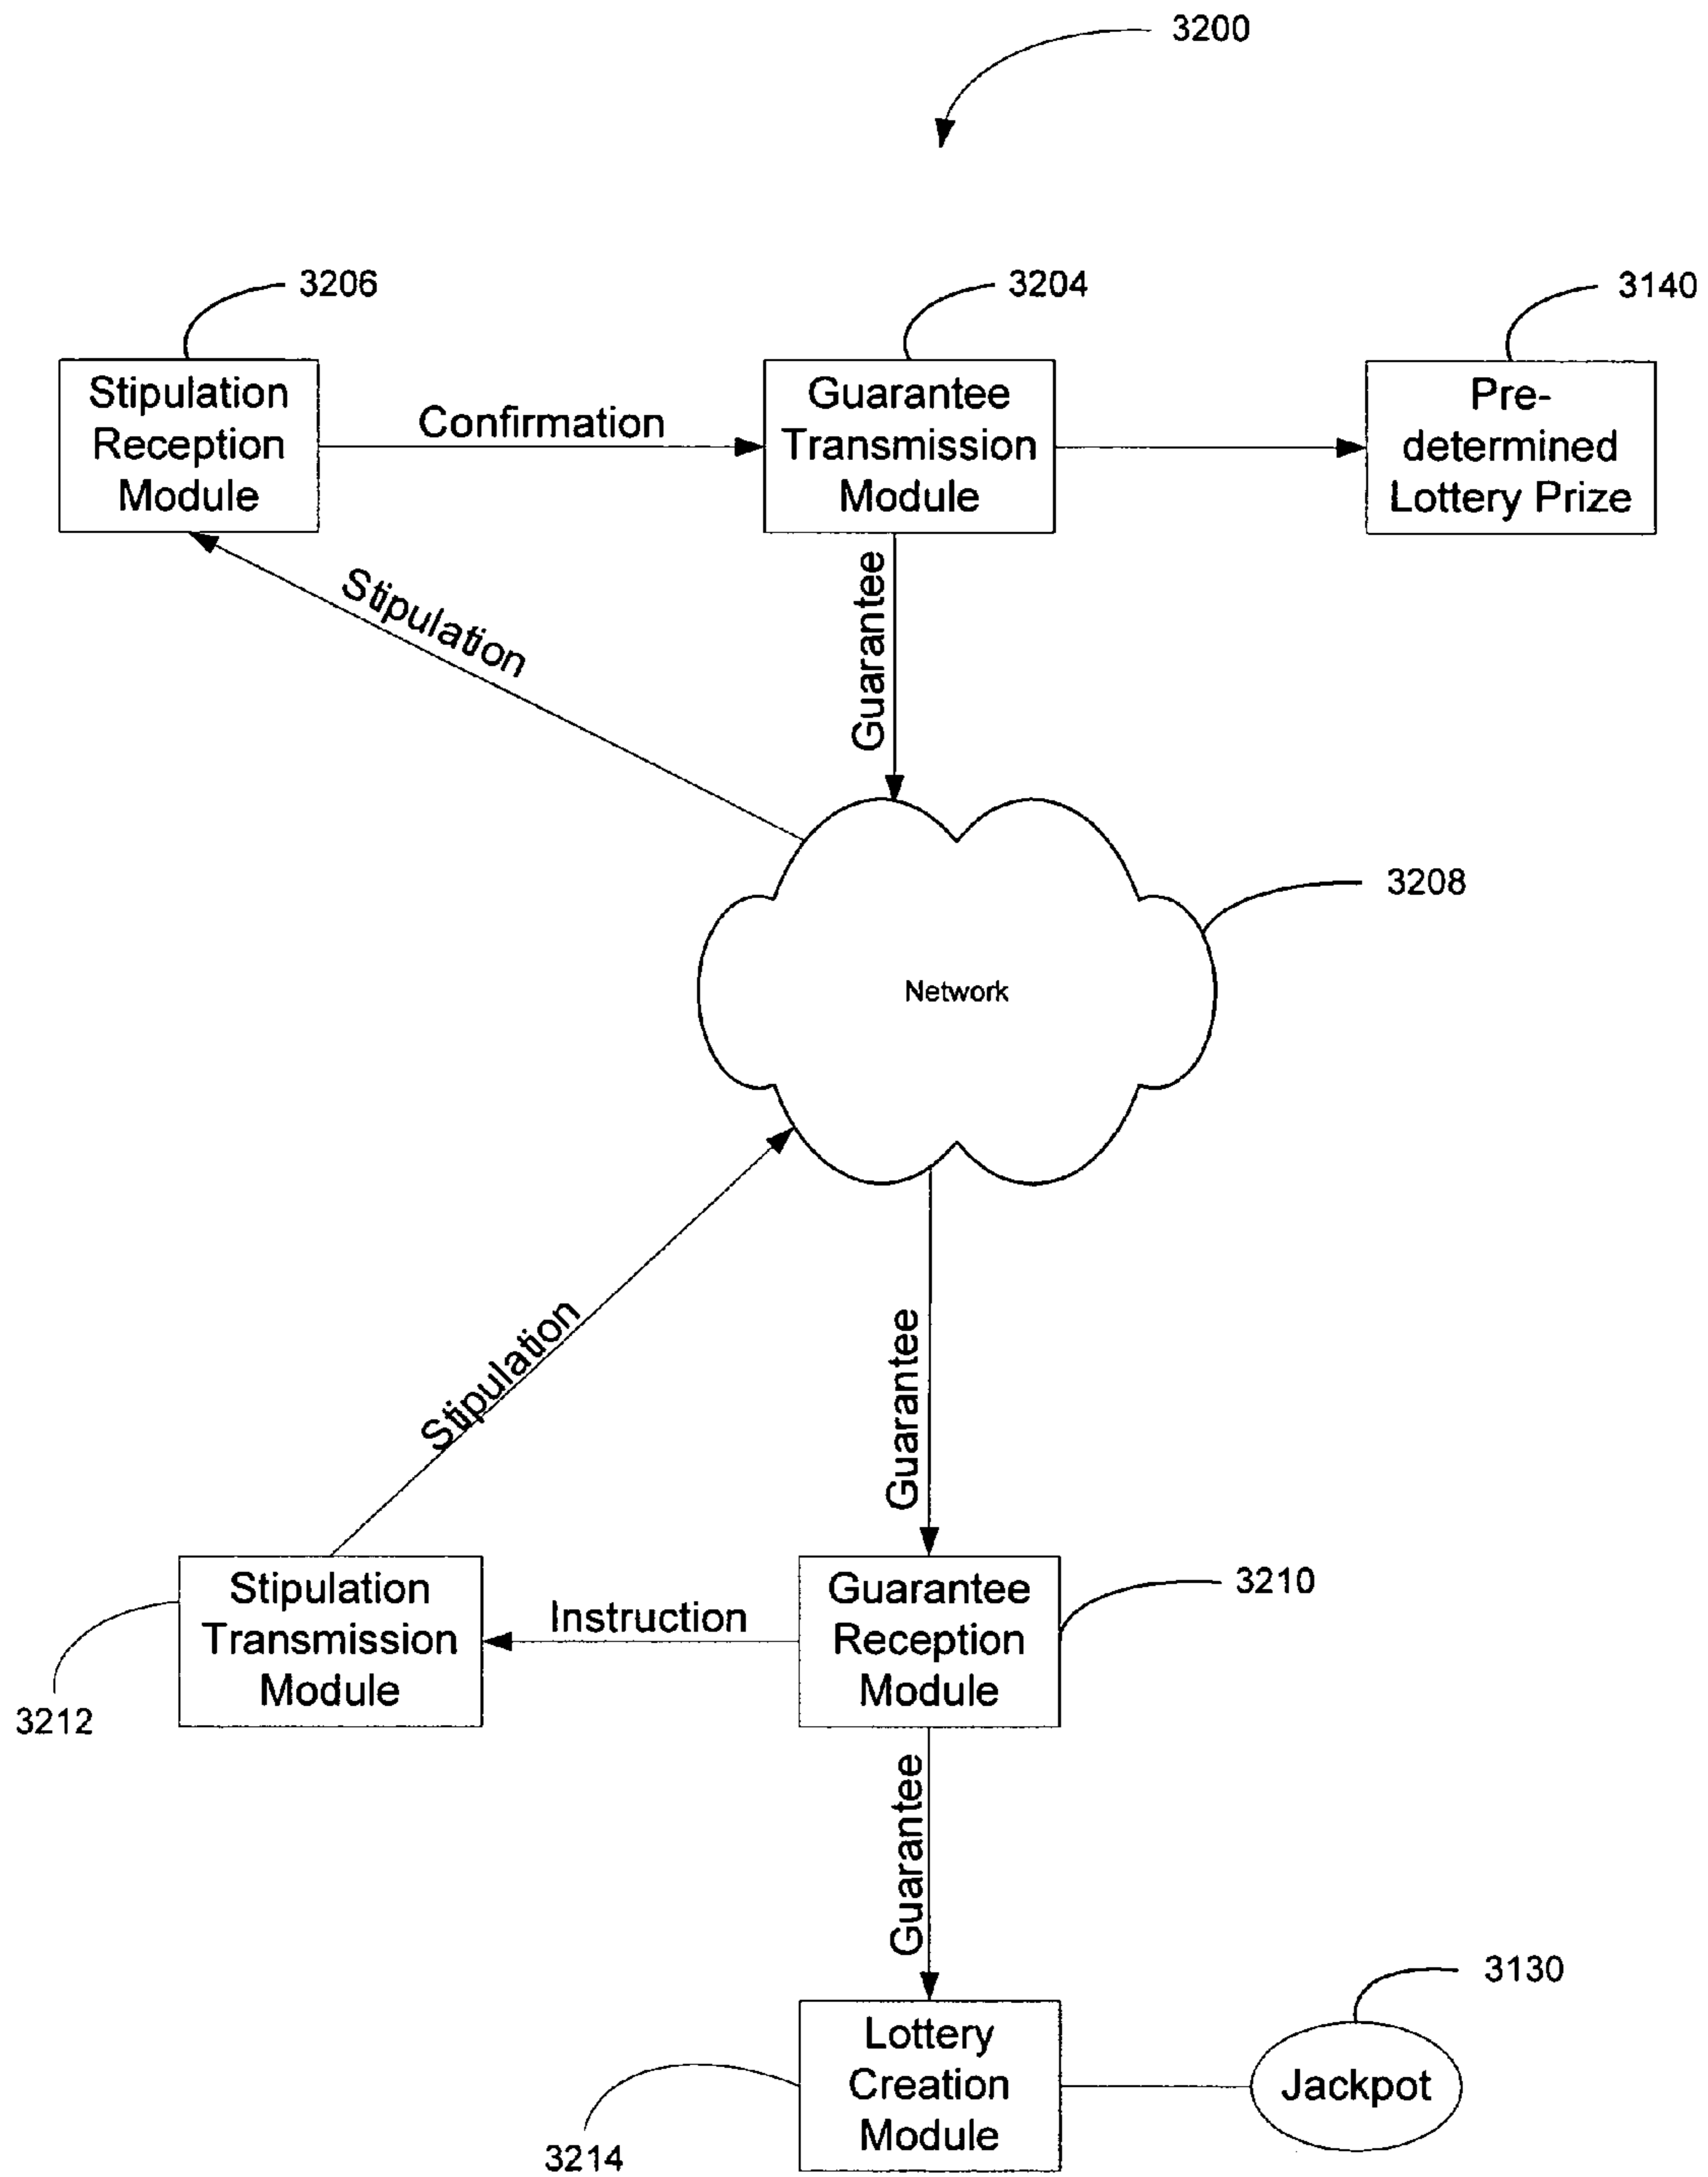 3200
3206
3204
3140
Stipulation
Reception
Module
Confirmation
Guarantee
Transmission
Module
Pre-
determined
Lottery Prize
Stipulation
Guarantee
3208
Network
Stipulation
Guarantee
Stipulation
Transmission
Module
Instruction
Guarantee
Reception
Module
3210
3212
Guarantee
3130
Lottery
Creation
Module
Jackpot
3214